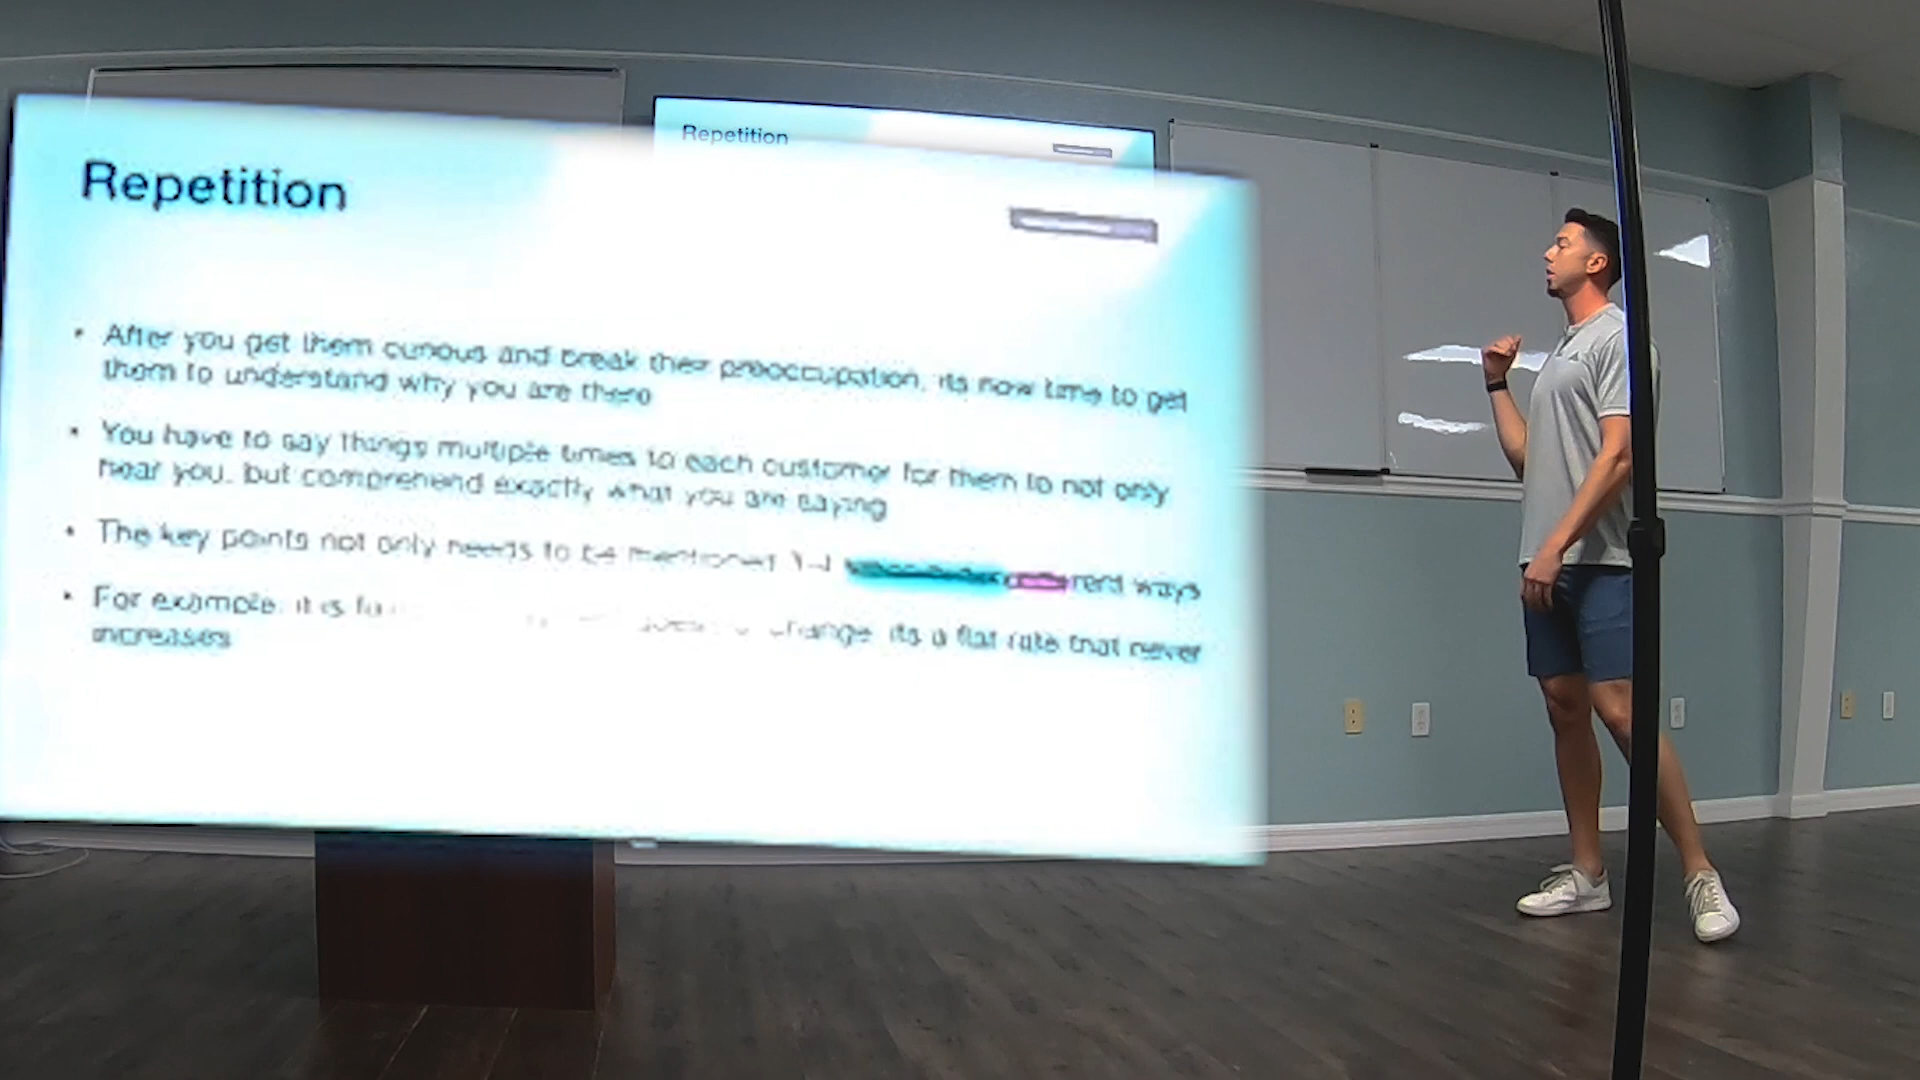 Repetition
Repetition
• After you get them curious and break their preoccupation, its now time to get
them to understand why you are there
• You have to say things multiple times to each customer for them to not only
hear you, but comprehend exactly what you are saying
• The key points not only needs to be mentioned ways
• For example, it is change, its a flat rate that never
increases